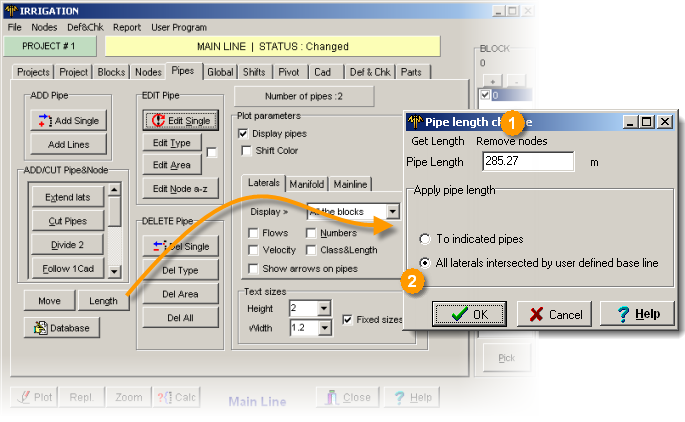 IRRIGATION
File Nodes Def&Chk Report User Program
PROJECT # 1 MAIN LINE | STATUS : Changed
BLOCK
0
+ -
0
Projects Project Blocks Nodes Pipes Global Shifts Pivot Cad Def & Chk Parts
ADD Pipe
Add Single
Add Lines
ADD/CUT Pipe&Node
Extend lats
Cut Pipes
Divide 2
Follow 1Cad
Move Length
Database
EDIT Pipe
Edit Single
Edit Type
Edit Area
Edit Node a-z
DELETE Pipe
Del Single
Del Type
Del Area
Del All
Number of pipes :2
Plot parameters
Display pipes
Shift Color
Laterals Manifold Mainline
Display » All the blocks
Flows Numbers
Velocity Class&Length
Show arrows on pipes
Text sizes
Height 2
Width 1.2
Fixed sizes
Pipe length ch e
1
Get Length Remove nodes
Pipe Length 285.27 m
Apply pipe length
To indicated pipes
All laterals intersected by user defined base line
2
OK Cancel Help
Pick
Plot Repl. Zoom Calc Main Line Close Help